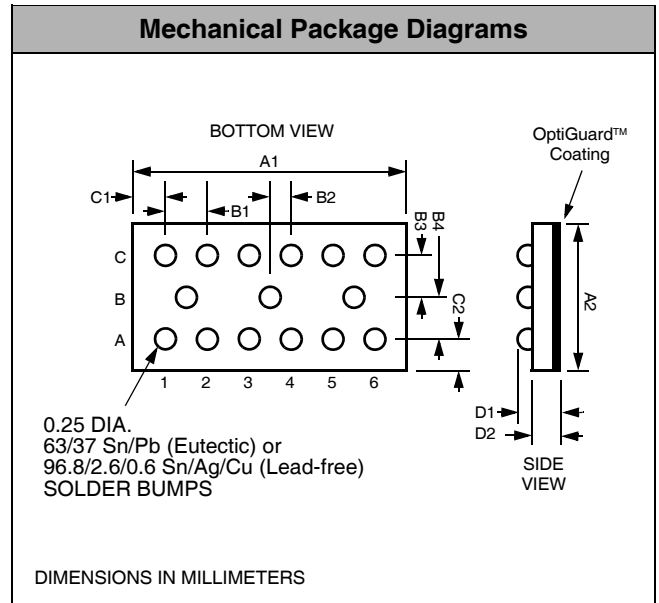 Mechanical Package Diagrams
BOTTOM VIEW
OptiGuard™
Coating
A1
C1
B1
B2
B3
B4
C2
A2
C
B
A
1 2 3 4 5 6
D1
D2
SIDE
VIEW
0.25 DIA.
63/37 Sn/Pb (Eutectic) or
96.8/2.6/0.6 Sn/Ag/Cu (Lead-free)
SOLDER BUMPS
DIMENSIONS IN MILLIMETERS